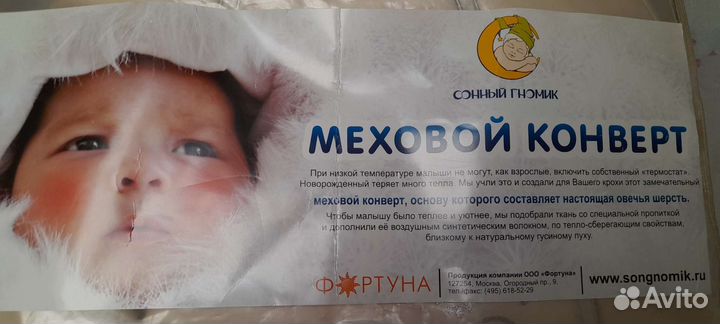 СОННЫЙ ГНОМИК
МЕХОВОЙ КОНВЕРТ
При низкой температуре малыши не могут, как взрослые, включить собственный «термостат».
Новорожденный теряет много тепла. Мы учли это и создали для Вашего крохи этот замечательный
меховой конверт, основу которого составляет настоящая овечья шерсть.
Чтобы малышу было теплее и уютнее, мы подобрали ткань со специальной пропиткой
и дополнили её воздушным синтетическим волокном, по тепло-сберегающим свойствам,
близкому к натуральному гусиному пуху.
ФОРТУНА
Продукция компании ООО «Фортуна»
127254, Москва, Огородный пр., 9,
тел./факс: (495) 618-52-29
www.songnomik.ru
Avito